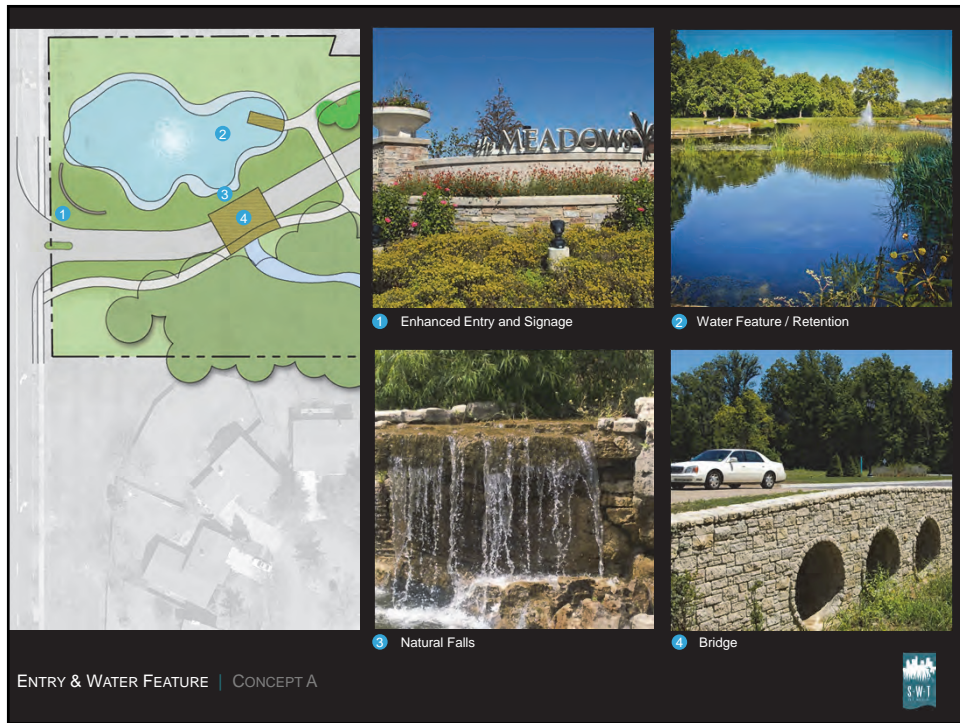 1
2
3
4
the MEADOWS
1 Enhanced Entry and Signage
2 Water Feature / Retention
3 Natural Falls
4 Bridge
ENTRY & WATER FEATURE | CONCEPT A
S W T